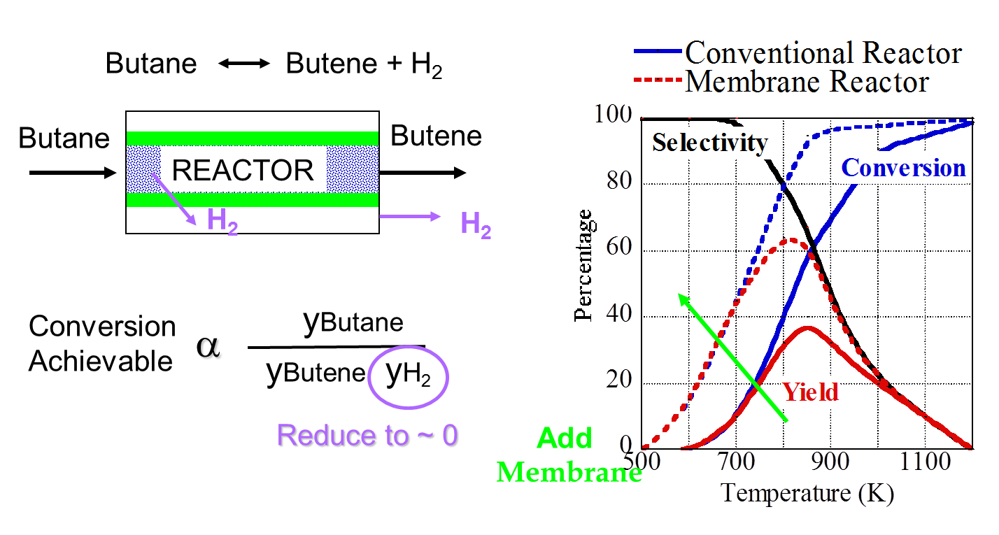 Butane ↔ Butene + H₂
Butane
Butene
REACTOR
H₂
H₂
Conversion
Achievable
α
yButane
yButene yH₂
Reduce to ~ 0
Add
Membrane
Conventional Reactor
Membrane Reactor
Percentage
100
80
60
40
20
0
Selectivity
Conversion
Yield
500
700
900
1100
Temperature (K)